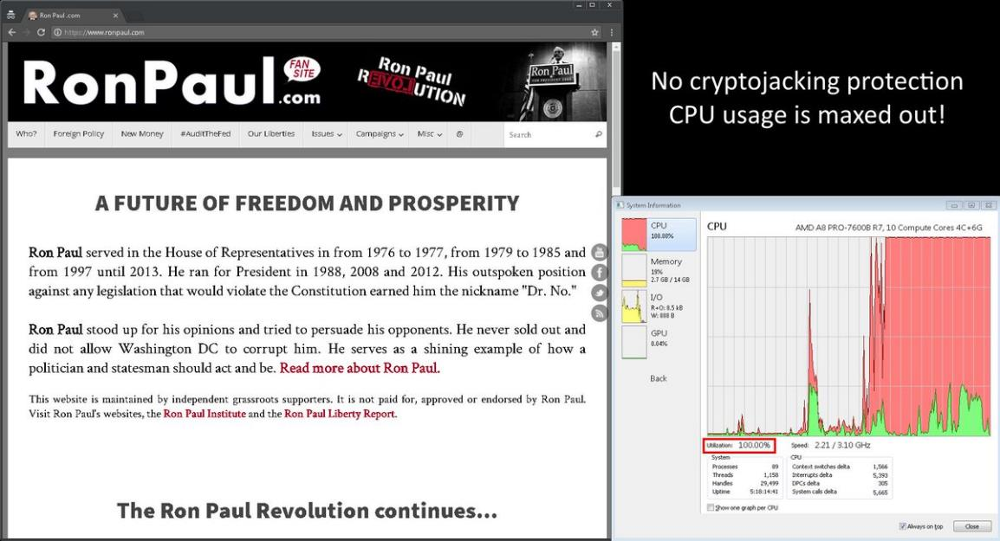 Ron Paul .com
https://www.ronpaul.com
RonPaul.com
FAN
SITE
Ron Paul
REVOLUTION
Ron Paul
Who?
Foreign Policy
New Money
#AuditTheFed
Our Liberties
Issues
Campaigns
Misc
@
Search
A FUTURE OF FREEDOM AND PROSPERITY
Ron Paul served in the House of Representatives in from 1976 to 1977, from 1979 to 1985 and
from 1997 until 2013. He ran for President in 1988, 2008 and 2012. His outspoken position
against any legislation that would violate the Constitution earned him the nickname "Dr. No."
Ron Paul stood up for his opinions and tried to persuade his opponents. He never sold out and
did not allow Washington DC to corrupt him. He serves as a shining example of how a
politician and statesman should act and be. Read more about Ron Paul.
This website is maintained by independent grassroots supporters. It is not paid for, approved or endorsed by Ron Paul.
Visit Ron Paul's websites, the Ron Paul Institute and the Ron Paul Liberty Report.
The Ron Paul Revolution continues...
No cryptojacking protection
CPU usage is maxed out!
System Information
CPU
100.00%
Memory
19%
2.7 GB / 14 GB
I/O
R+O: 8.5 kB
W: 888 B
GPU
0.04%
Back
CPU
AMD A8 PRO-7600B R7, 10 Compute Cores 4C+6G
Utilization: 100.00%
Speed: 2.21 / 3.10 GHz
System
Processes 89
Threads 1,158
Handles 29,499
Uptime 5:18:14:41
CPU
Context switches delta 1,566
Interrupts delta 5,393
DPCs delta 305
System calls delta 5,665
Show one graph per CPU
Always on top
Close